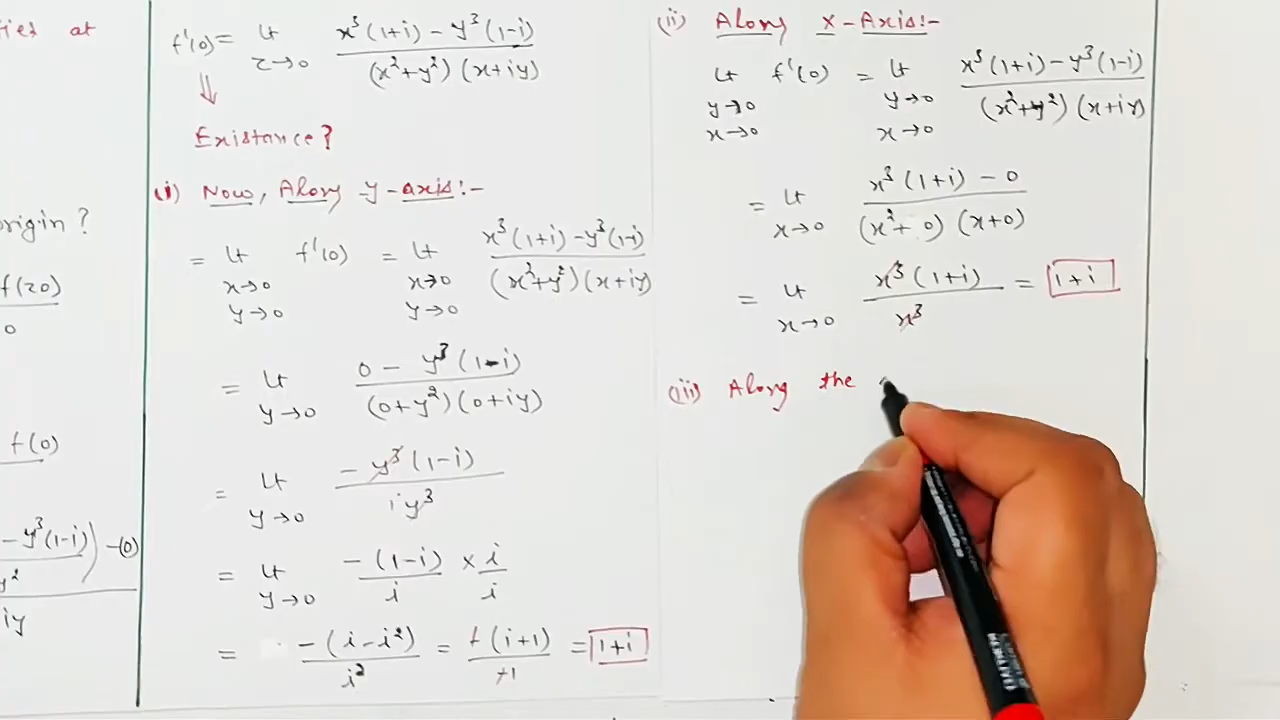 ties at
origin?
f(z0)
0
f(0)
- y³(1-i)) - (0)
y²
iy
f'(0) = Lt z→0 x³(1+i) - y³(1-i) / (x²+y²)(x+iy)
⇓
Existance?
(i) Now, Along y-axis:-
= Lt x→0 y→0 f'(0) = Lt x→0 y→0 x³(1+i) - y³(1-i) / (x²+y²)(x+iy)
= Lt y→0 0 - y³(1-i) / (0+y²)(0+iy)
= Lt y→0 - y³(1-i) / iy³
= Lt y→0 -(1-i) / i × i / i
= -(i-i²) / i² = +(i+1) / +1 = 1+i
(ii) Along x-Axis:-
Lt y→0 x→0 f'(0) = Lt y→0 x→0 x³(1+i) - y³(1-i) / (x²+y²)(x+iy)
= Lt x→0 x³(1+i) - 0 / (x²+0)(x+0)
= Lt x→0 x³(1+i) / x³ = 1+i
(iii) Along the